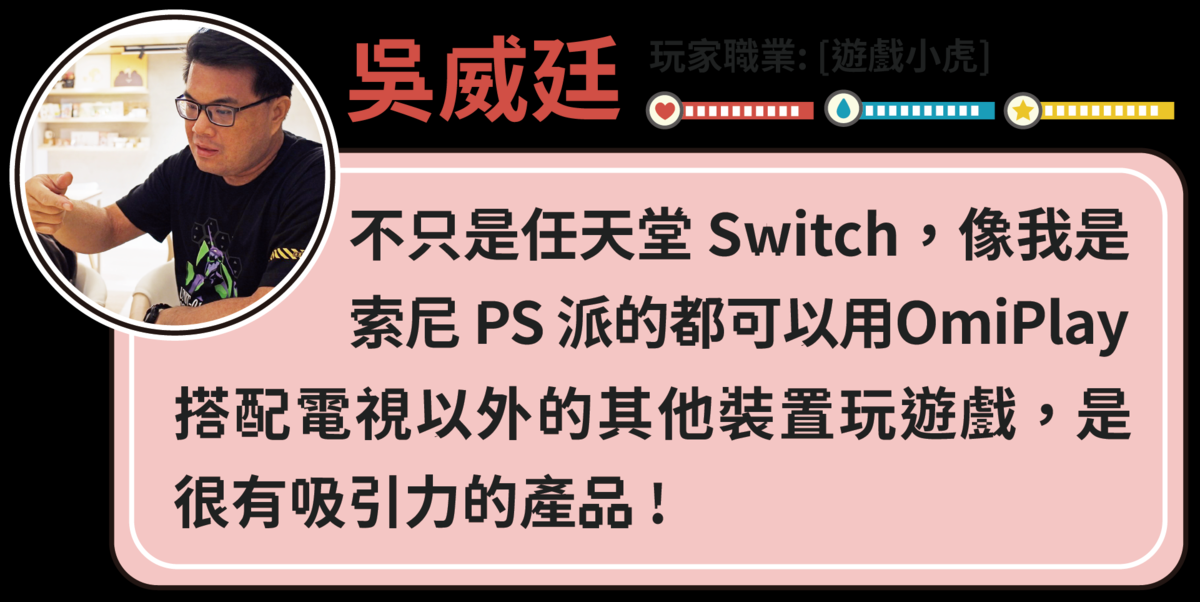 吳威廷
玩家職業: [遊戲小虎]
不只是任天堂 Switch，像我是
索尼 PS 派的都可以用OmiPlay
搭配電視以外的其他裝置玩遊戲，是
很有吸引力的產品！